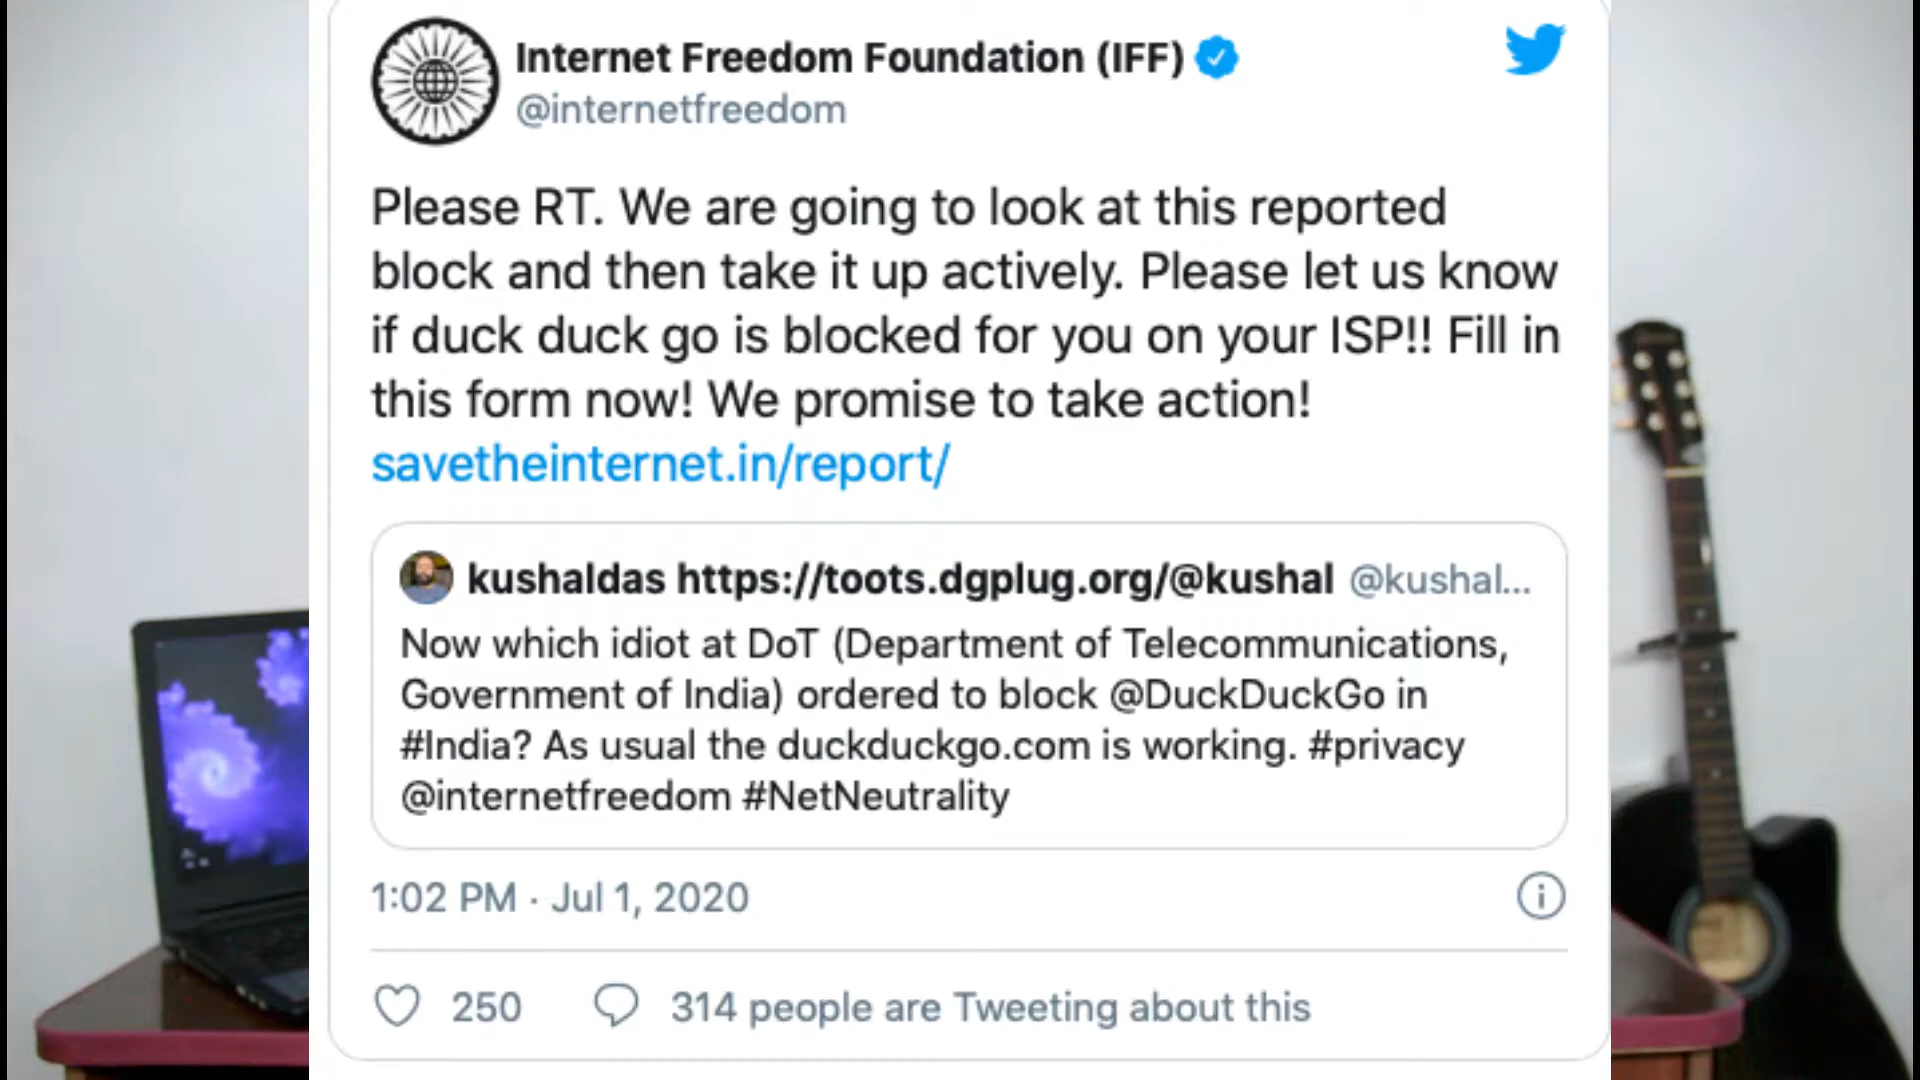 Internet Freedom Foundation (IFF)
@internetfreedom
Please RT. We are going to look at this reported
block and then take it up actively. Please let us know
if duck duck go is blocked for you on your ISP!! Fill in
this form now! We promise to take action!
savetheinternet.in/report/
kushaldas https://toots.dgplug.org/@kushal @kushal...
Now which idiot at DoT (Department of Telecommunications,
Government of India) ordered to block @DuckDuckGo in
#India? As usual the duckduckgo.com is working. #privacy
@internetfreedom #NetNeutrality
1:02 PM · Jul 1, 2020
250 314 people are Tweeting about this